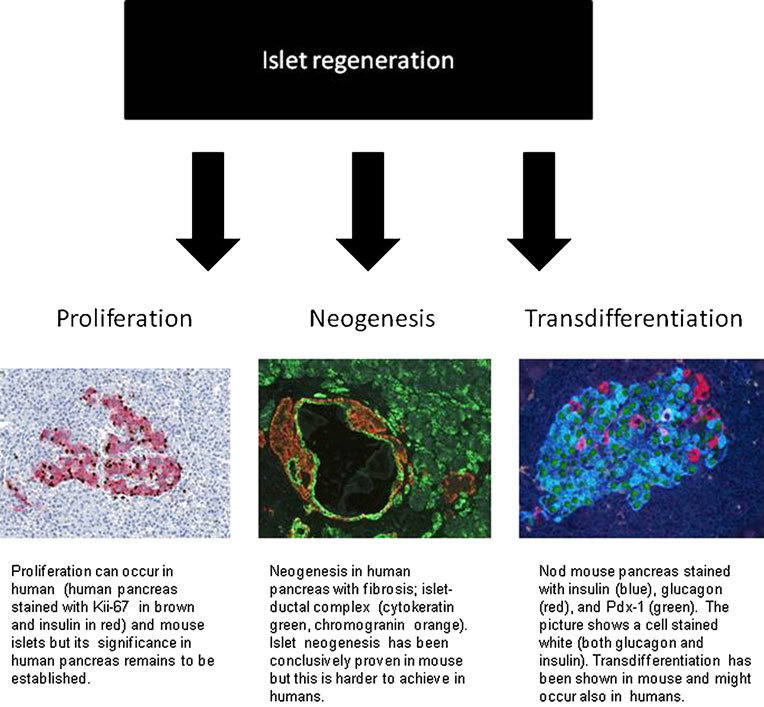 Islet regeneration
Proliferation
Neogenesis
Transdifferentiation
Proliferation can occur in
human (human pancreas
stained with Kii-67 in brown
and insulin in red) and mouse
islets but its significance in
human pancreas remains to be
established.
Neogenesis in human
pancreas with fibrosis; islet-
ductal complex (cytokeratin
green, chromogranin orange).
Islet neogenesis has been
conclusively proven in mouse
but this is harder to achieve in
humans.
Nod mouse pancreas stained
with insulin (blue), glucagon
(red), and Pdx-1 (green). The
picture shows a cell stained
white (both glucagon and
insulin). Transdifferentiation has
been shown in mouse and might
occur also in humans.